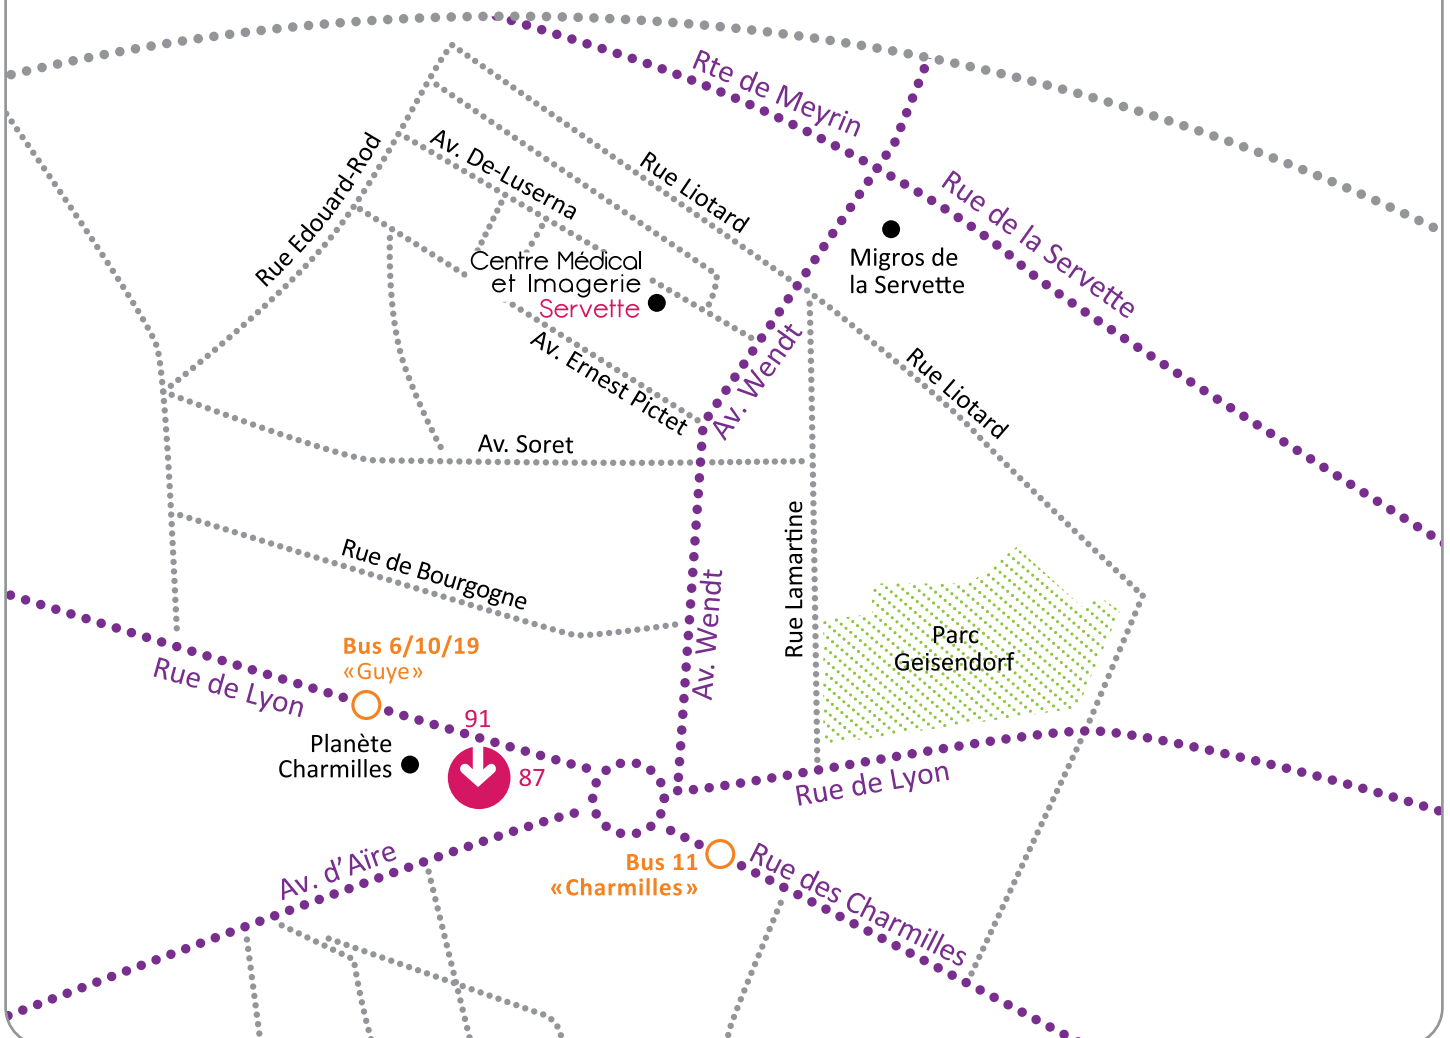 Rte de Meyrin
Rue Edouard-Rod
Av. De-Luserna
Rue Liotard
Rue de la Servette
Centre Médical
et Imagerie
Servette
Migros de
la Servette
Av. Ernest Pictet
Av. Wendt
Rue Liotard
Av. Soret
Rue de Bourgogne
Rue Lamartine
Av. Wendt
Parc
Geisendorf
Bus 6/10/19
«Guye»
Rue de Lyon
91
Planète
Charmilles
87
Rue de Lyon
Av. d’Aïre
Bus 11
«Charmilles»
Rue des Charmilles